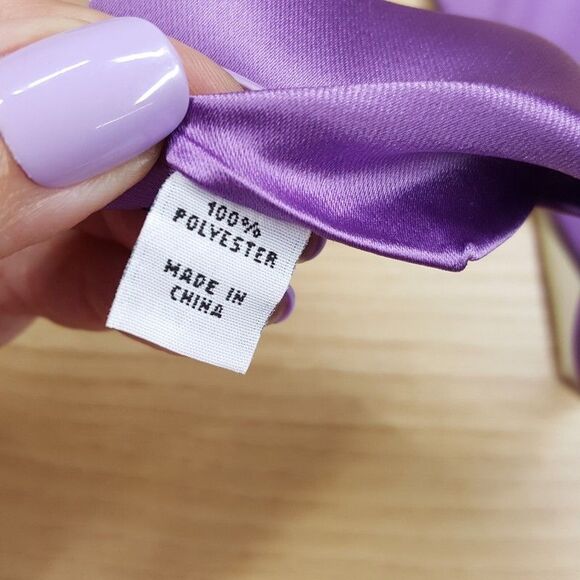 100%
POLYESTER
MADE IN
CHINA